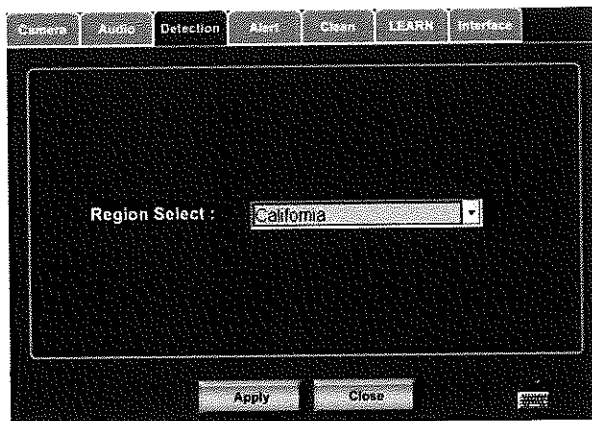 Camera Audio Detection Alert Clean LEARN Interface
Region Select : California
Apply Close